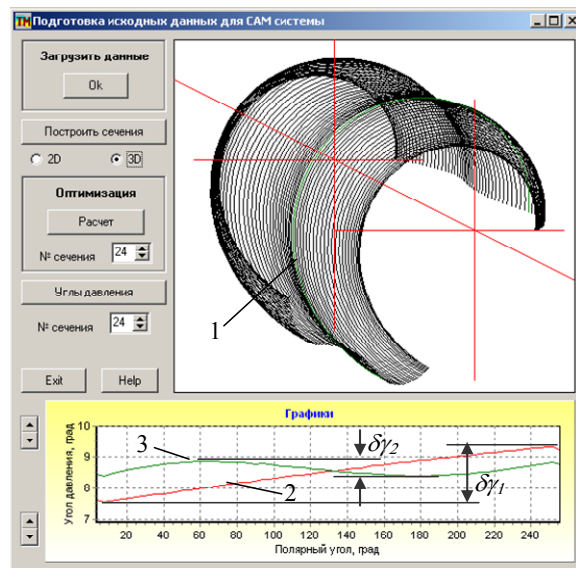 Подготовка исходных данных для CAM системы
Загрузить данные
Ok
Построить сечения
2D
3D
Оптимизация
Расчет
№ сечения 24
Углы давления
№ сечения 24
Exit
Help
1
Графики
Угол давления, град
10
9
8
7
3
2
δγ2
δγ1
20 40 60 80 100 120 140 160 180 200 220 240
Полярный угол, град